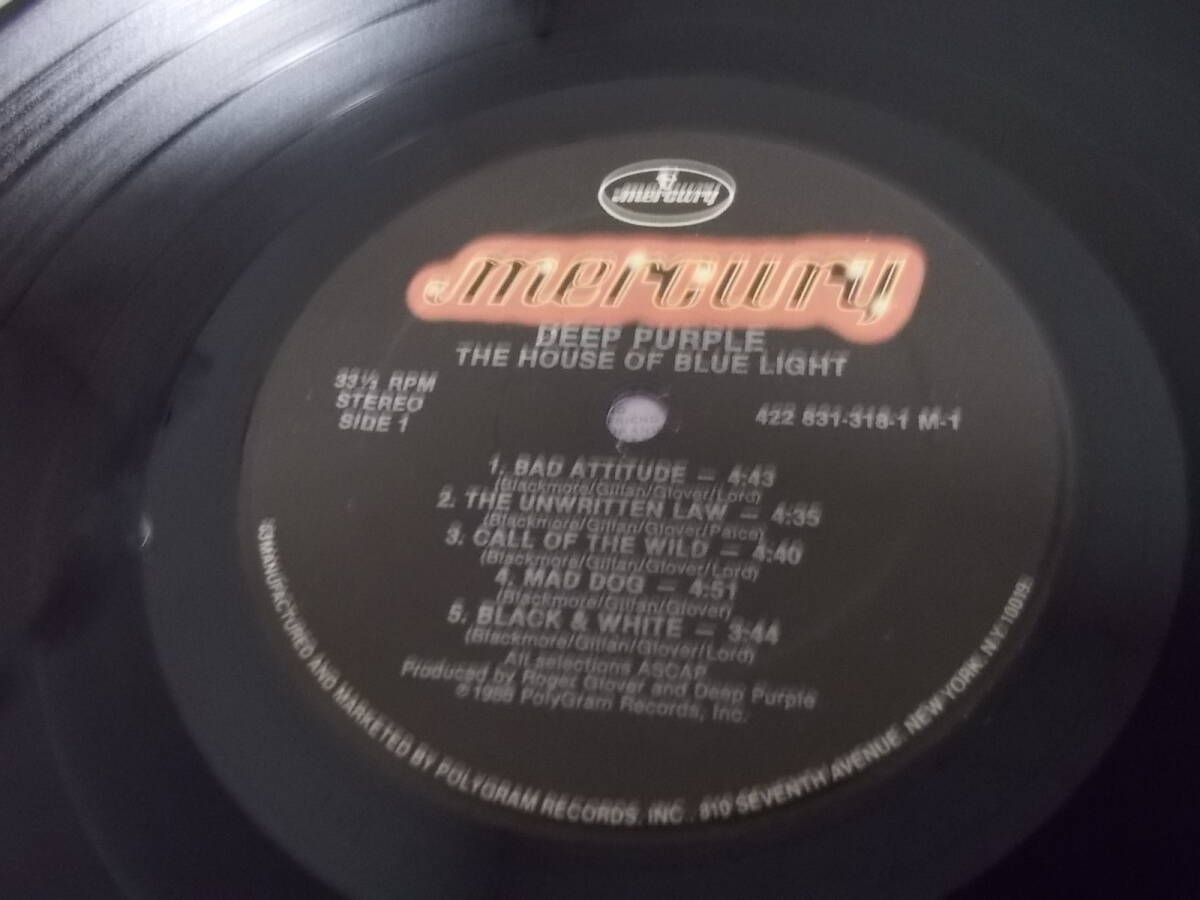 mercury
mercury
DEEP PURPLE
THE HOUSE OF BLUE LIGHT
33⅓ RPM
STEREO
SIDE 1
422 831-318-1 M-1
1. BAD ATTITUDE — 4:43
(Blackmore/Gillan/Glover/Lord)
2. THE UNWRITTEN LAW — 4:35
(Blackmore/Gillan/Glover/Paice)
3. CALL OF THE WILD — 4:40
(Blackmore/Gillan/Glover/Lord)
4. MAD DOG — 4:51
(Blackmore/Gillan/Glover)
5. BLACK & WHITE — 3:44
(Blackmore/Gillan/Glover/Lord)
All selections ASCAP
Produced by Roger Glover and Deep Purple
PolyGram Records, Inc.
MANUFACTURED AND MARKETED BY POLYGRAM RECORDS, INC., 810 SEVENTH AVENUE, NEW YORK, N.Y. 10019